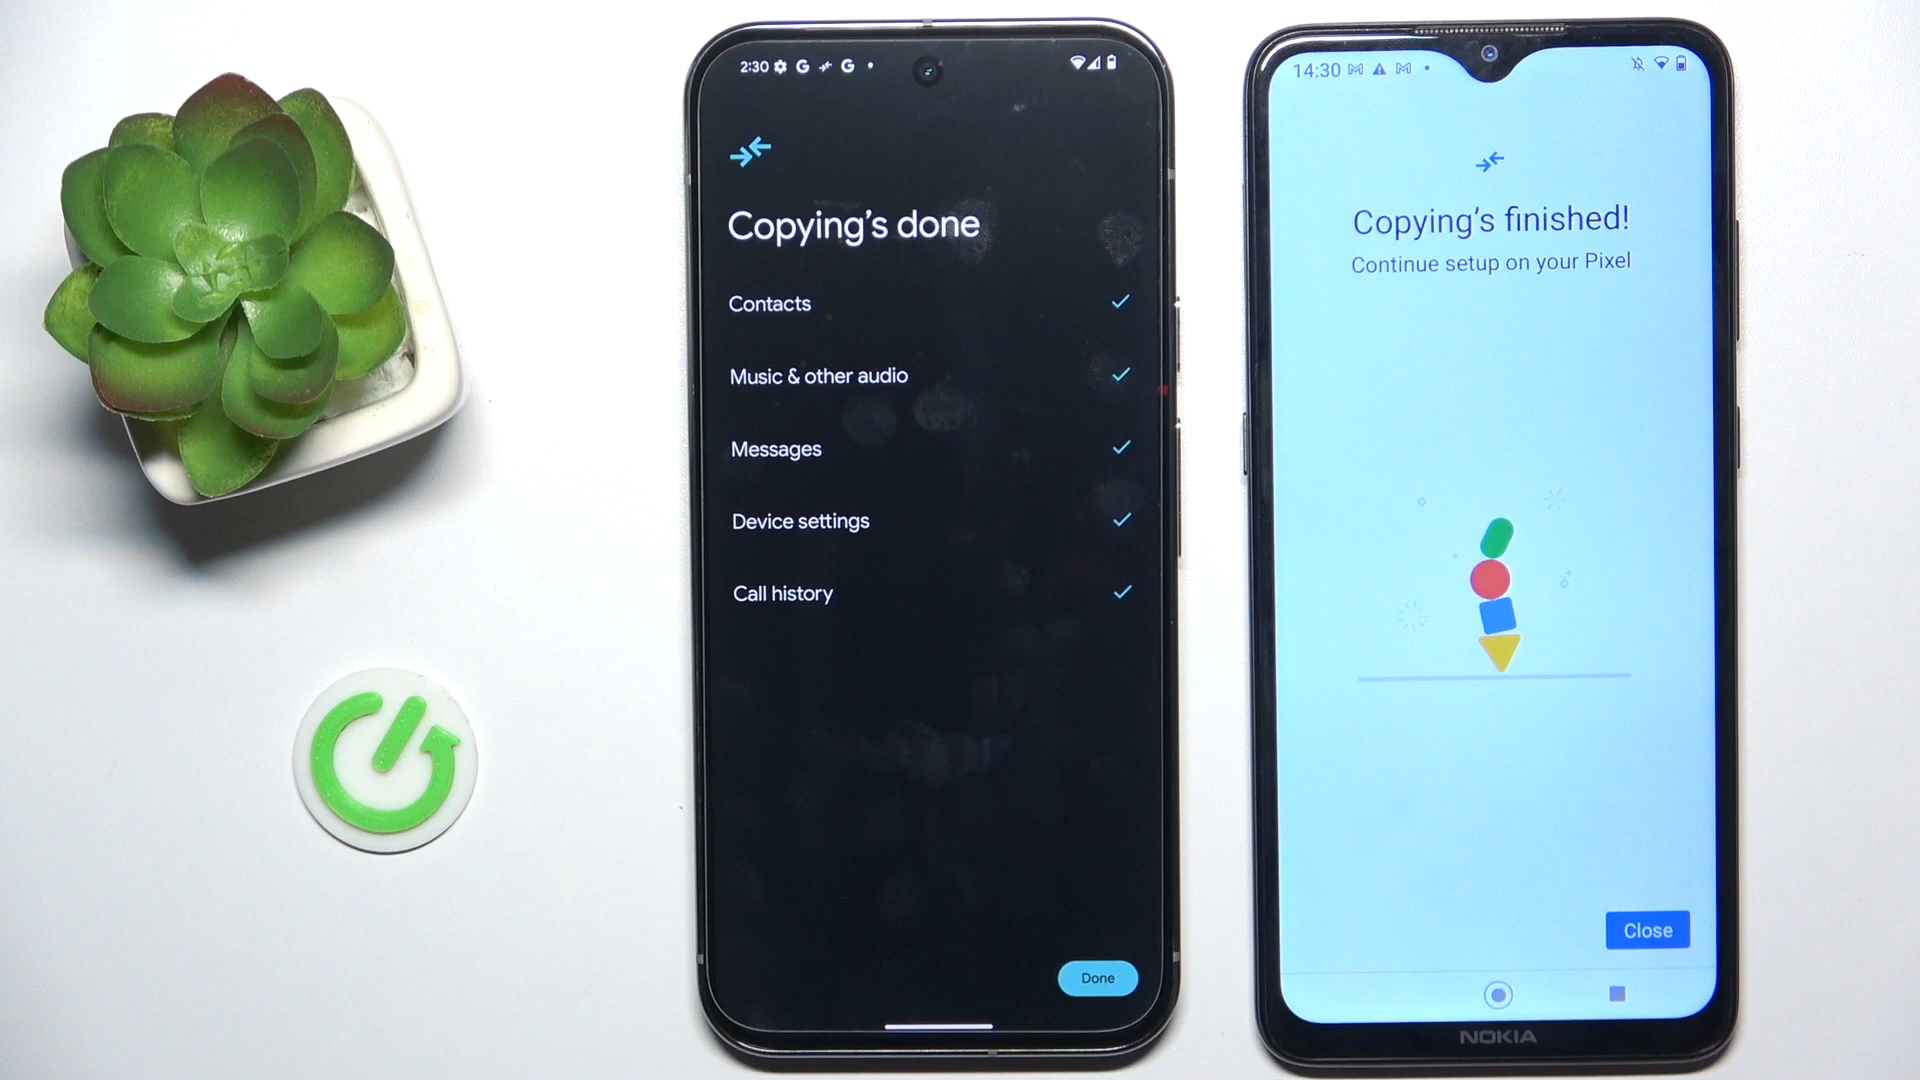 2:30
Copying's done
Contacts
Music & other audio
Messages
Device settings
Call history
Done
14:30
Copying's finished!
Continue setup on your Pixel
Close
NOKIA